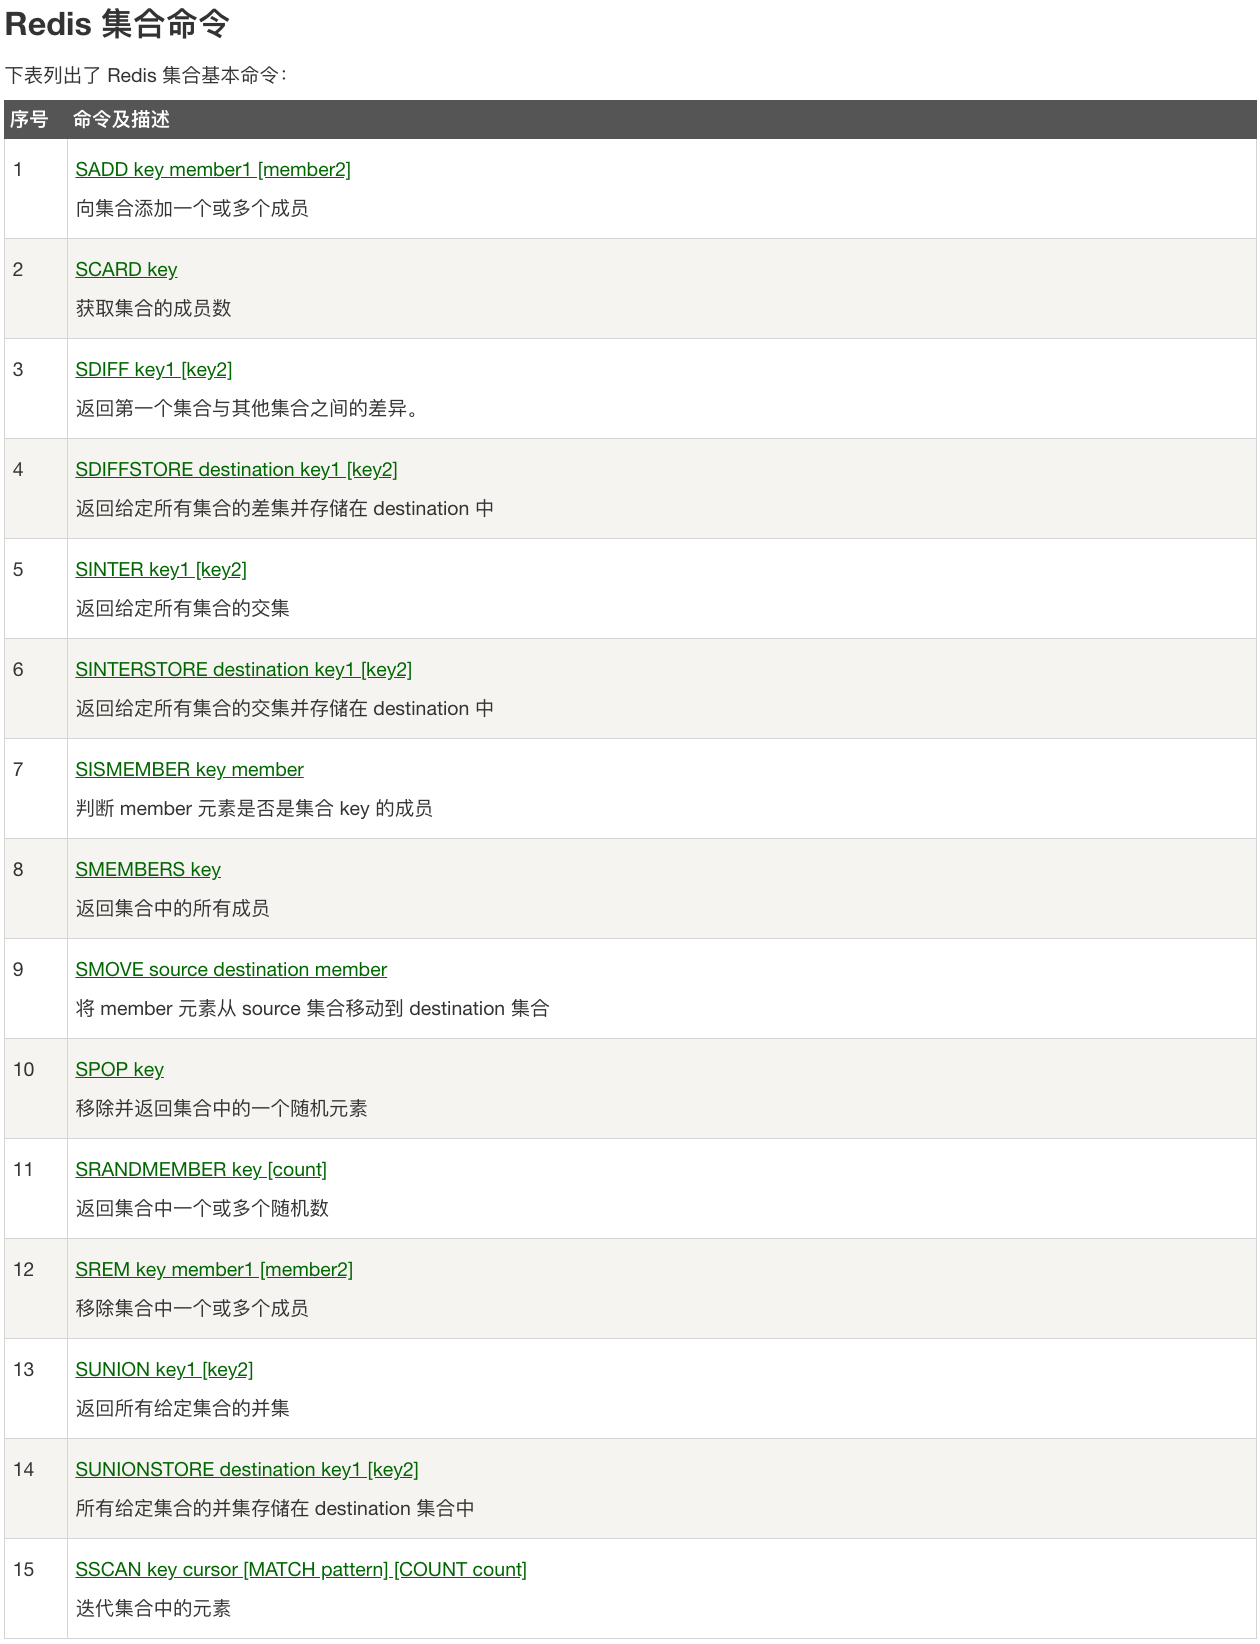 Redis 集合命令
下表列出了 Redis 集合基本命令：
序号 命令及描述
1 SADD key member1 [member2]
向集合添加一个或多个成员
2 SCARD key
获取集合的成员数
3 SDIFF key1 [key2]
返回第一个集合与其他集合之间的差异。
4 SDIFFSTORE destination key1 [key2]
返回给定所有集合的差集并存储在 destination 中
5 SINTER key1 [key2]
返回给定所有集合的交集
6 SINTERSTORE destination key1 [key2]
返回给定所有集合的交集并存储在 destination 中
7 SISMEMBER key member
判断 member 元素是否是集合 key 的成员
8 SMEMBERS key
返回集合中的所有成员
9 SMOVE source destination member
将 member 元素从 source 集合移动到 destination 集合
10 SPOP key
移除并返回集合中的一个随机元素
11 SRANDMEMBER key [count]
返回集合中一个或多个随机数
12 SREM key member1 [member2]
移除集合中一个或多个成员
13 SUNION key1 [key2]
返回所有给定集合的并集
14 SUNIONSTORE destination key1 [key2]
所有给定集合的并集存储在 destination 集合中
15 SSCAN key cursor [MATCH pattern] [COUNT count]
迭代集合中的元素